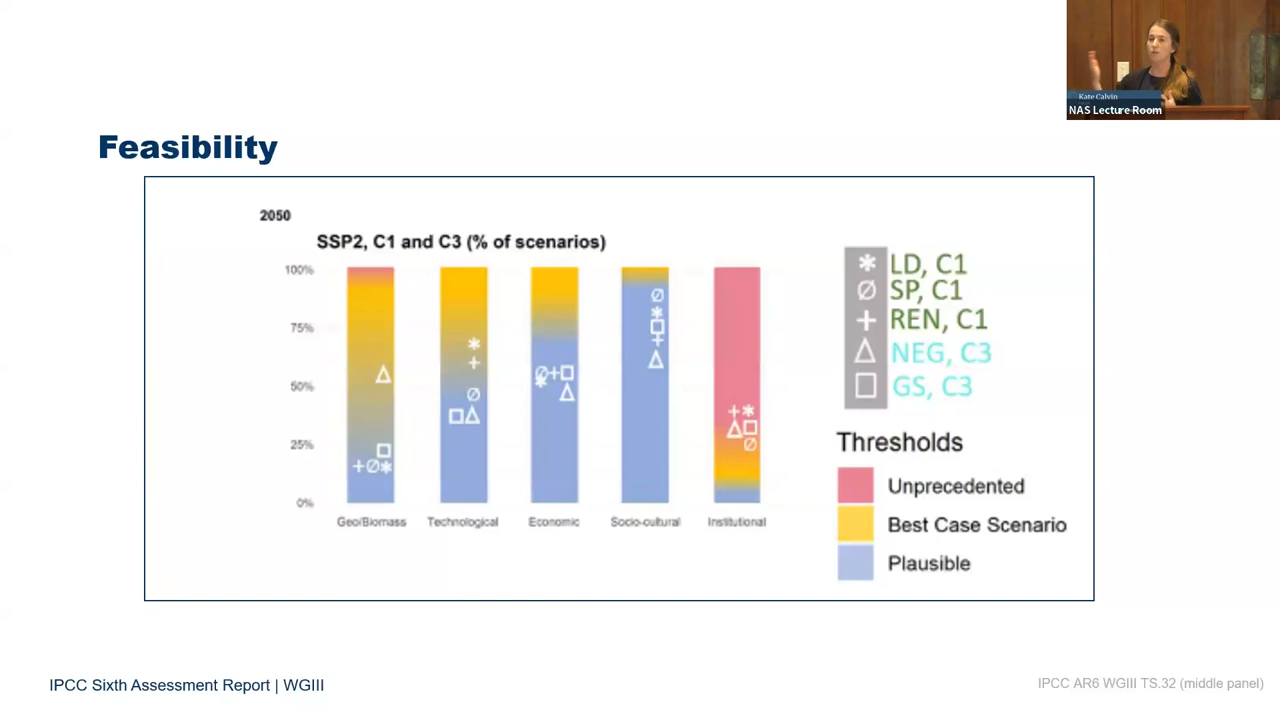 Kate Calvin
NAS Lecture Room
Feasibility
2050
SSP2, C1 and C3 (% of scenarios)
100%
75%
50%
25%
0%
Geo/Biomass
Technological
Economic
Socio-cultural
Institutional
LD, C1
SP, C1
REN, C1
NEG, C3
GS, C3
Thresholds
Unprecedented
Best Case Scenario
Plausible
IPCC Sixth Assessment Report | WGIII
IPCC AR6 WGIII TS.32 (middle panel)